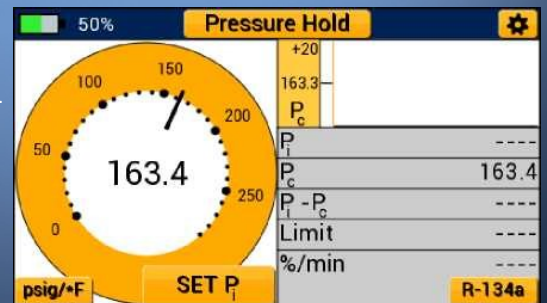 50%
Pressure Hold
0
50
100
150
200
250
163.4
psig/°F
SET Pi
+20
163.3
Pc
Pi ----
Pc 163.4
Pi -Pc ----
Limit ----
%/min ----
R-134a